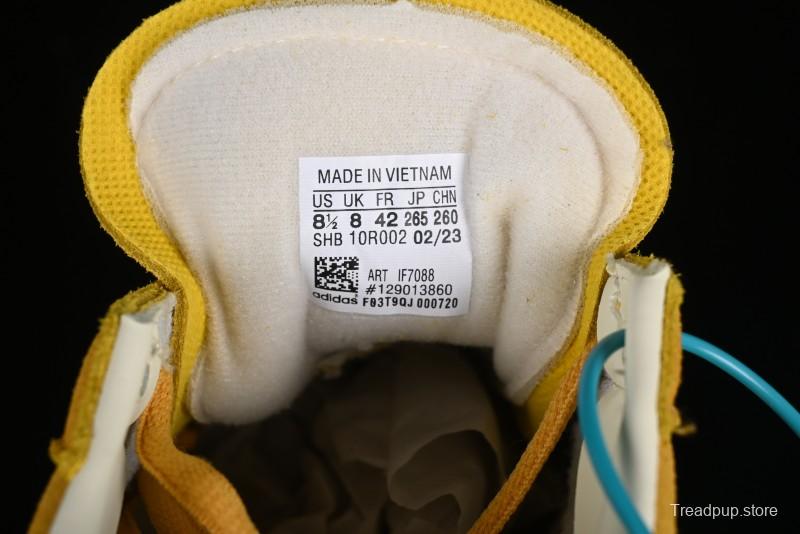 MADE IN VIETNAM
US UK FR JP CHN
8½ 8 42 265 260
SHB 10R002 02/23
ART IF7088
#129013860
adidas F03T9QJ 000720
Treadpup.store